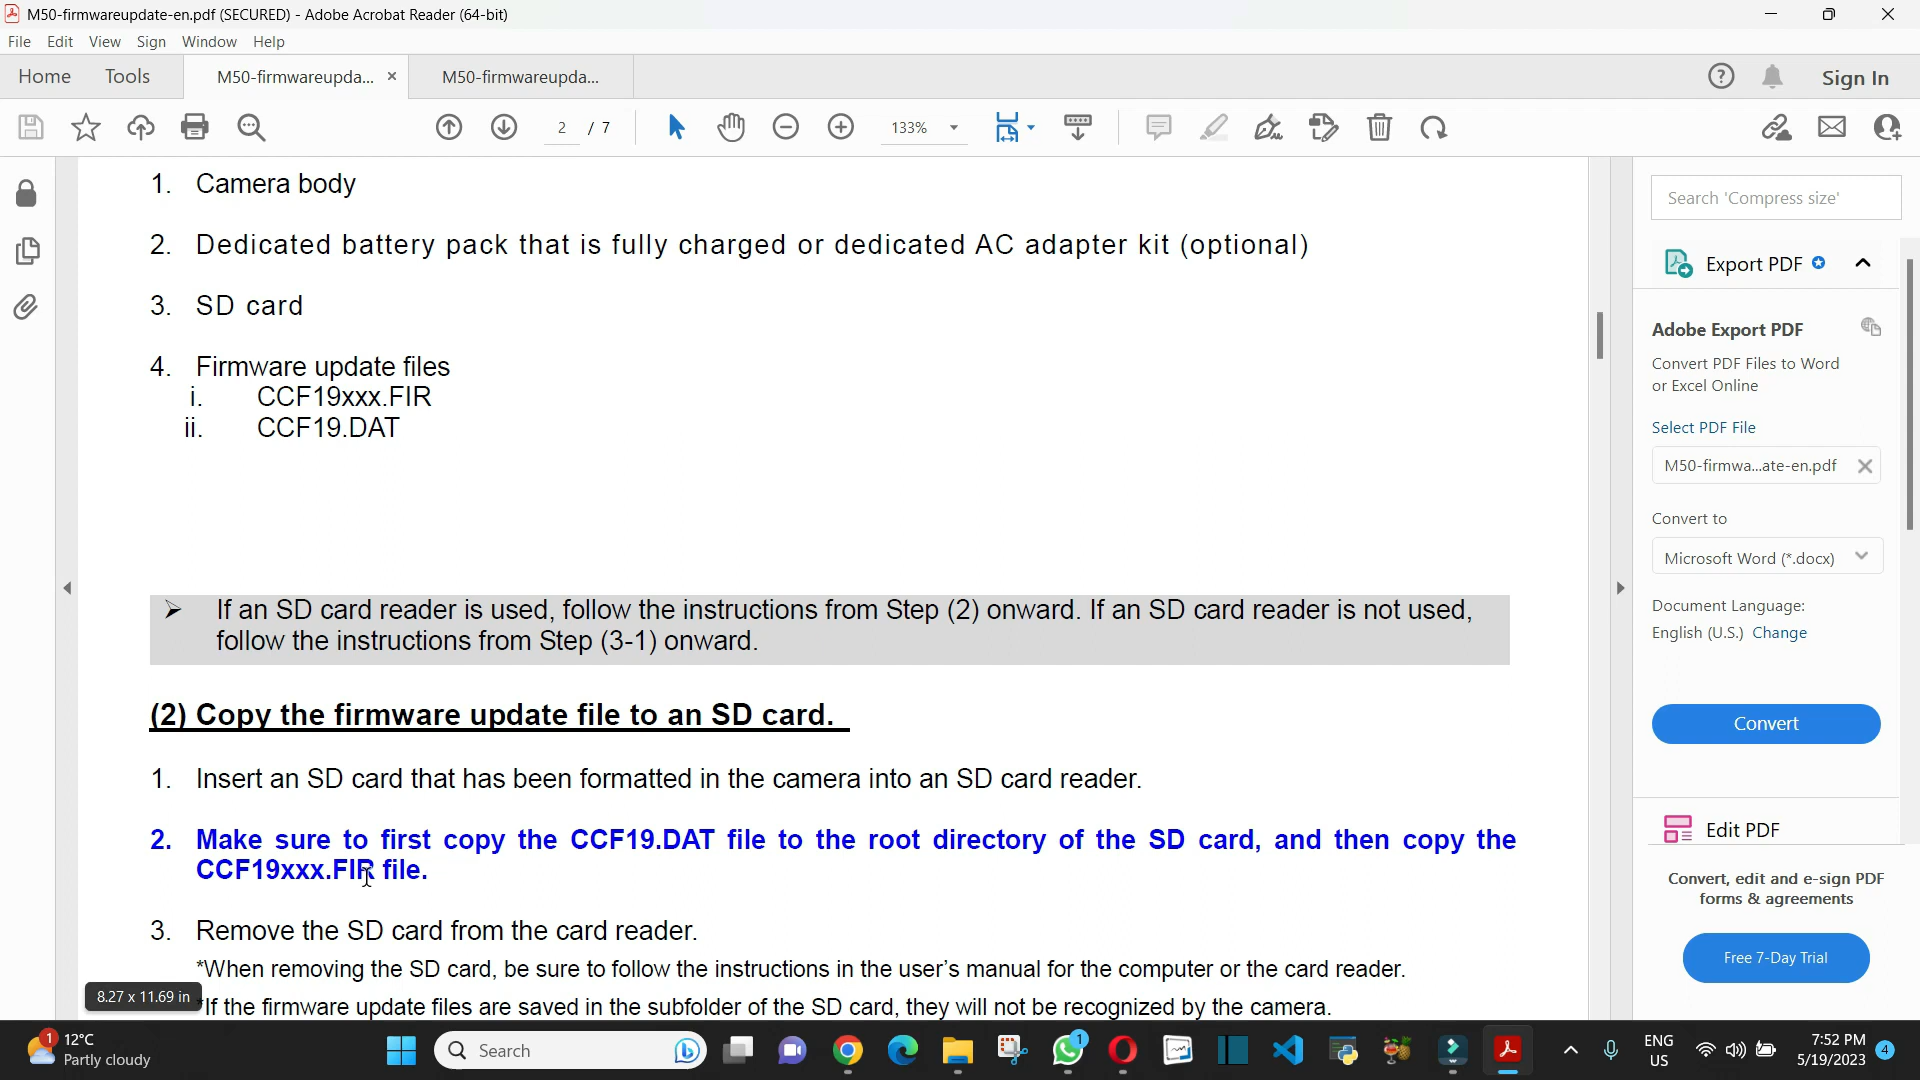 M50-firmwareupdate-en.pdf (SECURED) - Adobe Acrobat Reader (64-bit)
File Edit View Sign Window Help
Home Tools M50-firmwareupda... × M50-firmwareupda... Sign In
2 / 7 133%
1. Camera body
2. Dedicated battery pack that is fully charged or dedicated AC adapter kit (optional)
3. SD card
4. Firmware update files
i. CCF19xxx.FIR
ii. CCF19.DAT
➢ If an SD card reader is used, follow the instructions from Step (2) onward. If an SD card reader is not used,
follow the instructions from Step (3-1) onward.
(2) Copy the firmware update file to an SD card.
1. Insert an SD card that has been formatted in the camera into an SD card reader.
2. Make sure to first copy the CCF19.DAT file to the root directory of the SD card, and then copy the
CCF19xxx.FIR file.
3. Remove the SD card from the card reader.
*When removing the SD card, be sure to follow the instructions in the user's manual for the computer or the card reader.
*If the firmware update files are saved in the subfolder of the SD card, they will not be recognized by the camera.
8.27 x 11.69 in
Search 'Compress size'
Export PDF
Adobe Export PDF
Convert PDF Files to Word
or Excel Online
Select PDF File
M50-firmwa...ate-en.pdf
Convert to
Microsoft Word (*.docx)
Document Language:
English (U.S.) Change
Convert
Edit PDF
Convert, edit and e-sign PDF
forms & agreements
Free 7-Day Trial
1
12°C
Partly cloudy
Search
1
ENG
US
7:52 PM
5/19/2023
4